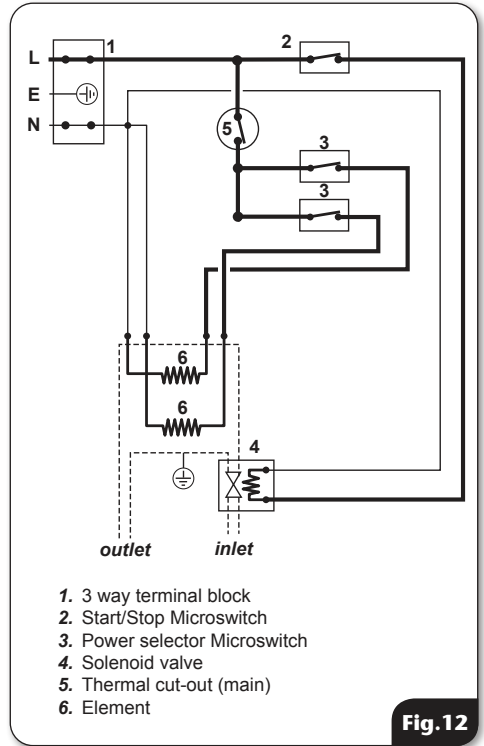 1
2
L
E
N
5
3
3
6
6
4
outlet inlet
1. 3 way terminal block
2. Start/Stop Microswitch
3. Power selector Microswitch
4. Solenoid valve
5. Thermal cut-out (main)
6. Element
Fig.12